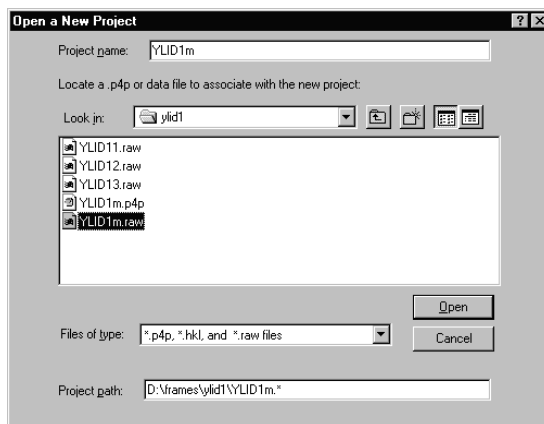 Open a New Project
Project name: YLID1m
Locate a .p4p or data file to associate with the new project:
Look in: ylid1
YLID11.raw
YLID12.raw
YLID13.raw
YLID1m.p4p
YLID1m.raw
Open
Files of type: *.p4p, *.hkl, and *.raw files
Cancel
Project path: D:\frames\ylid1\YLID1m.*